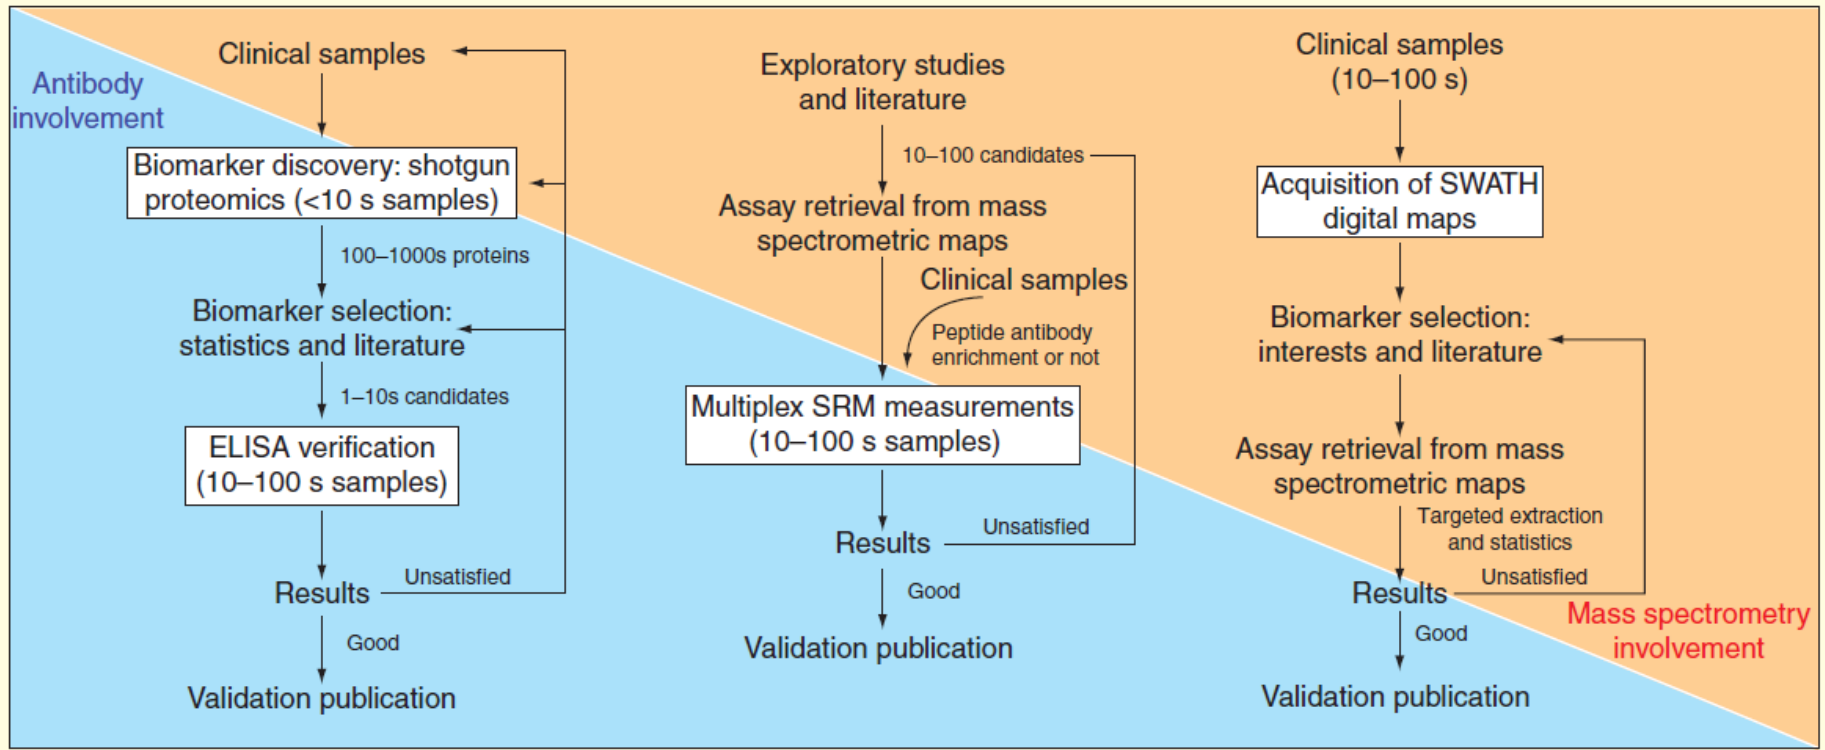 Antibody
involvement
Clinical samples
Biomarker discovery: shotgun
proteomics (<10 s samples)
100–1000s proteins
Biomarker selection:
statistics and literature
1–10s candidates
ELISA verification
(10–100 s samples)
Results
Unsatisfied
Good
Validation publication
Exploratory studies
and literature
10–100 candidates
Assay retrieval from mass
spectrometric maps
Clinical samples
Peptide antibody
enrichment or not
Multiplex SRM measurements
(10–100 s samples)
Results
Unsatisfied
Good
Validation publication
Clinical samples
(10–100 s)
Acquisition of SWATH
digital maps
Biomarker selection:
interests and literature
Assay retrieval from mass
spectrometric maps
Targeted extraction
and statistics
Results
Unsatisfied
Good
Validation publication
Mass spectrometry
involvement